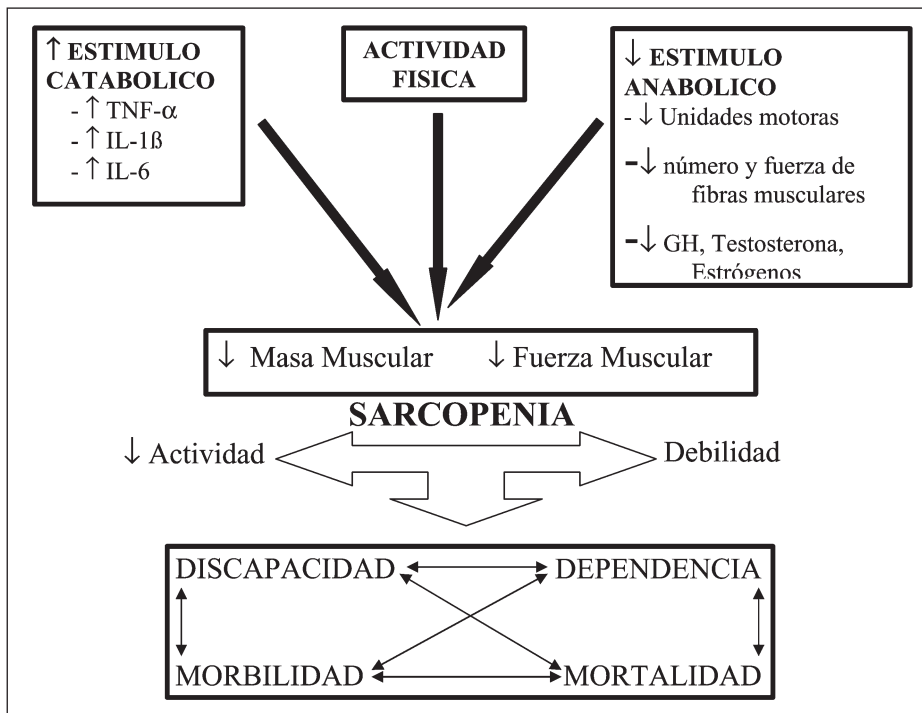 ↑ ESTIMULO
CATABOLICO
- ↑ TNF-α
- ↑ IL-1ß
- ↑ IL-6
ACTIVIDAD
FISICA
↓ ESTIMULO
ANABOLICO
- ↓ Unidades motoras
- ↓ número y fuerza de
fibras musculares
- ↓ GH, Testosterona,
Estrógenos
↓ Masa Muscular ↓ Fuerza Muscular
SARCOPENIA
↓ Actividad Debilidad
DISCAPACIDAD DEPENDENCIA
MORBILIDAD MORTALIDAD